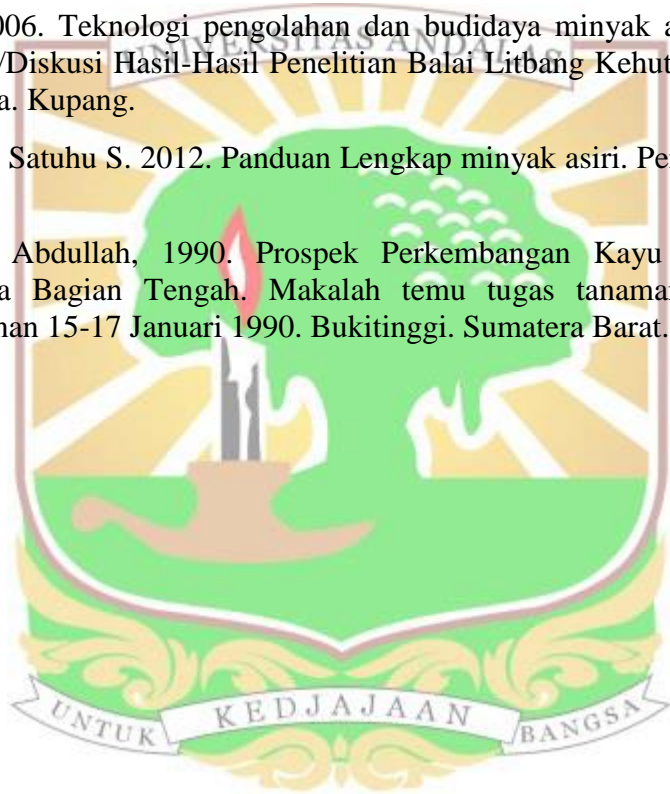 006. Teknologi pengolahan dan budidaya minyak a
UNIVERSITAS ANDALAS
/Diskusi Hasil-Hasil Penelitian Balai Litbang Kehut
a. Kupang.
Satuhu S. 2012. Panduan Lengkap minyak asiri. Pe
Abdullah, 1990. Prospek Perkembangan Kayu
a Bagian Tengah. Makalah temu tugas tanama
nan 15-17 Januari 1990. Bukitinggi. Sumatera Barat.
UNTUK KEDJAJAAN BANGSA